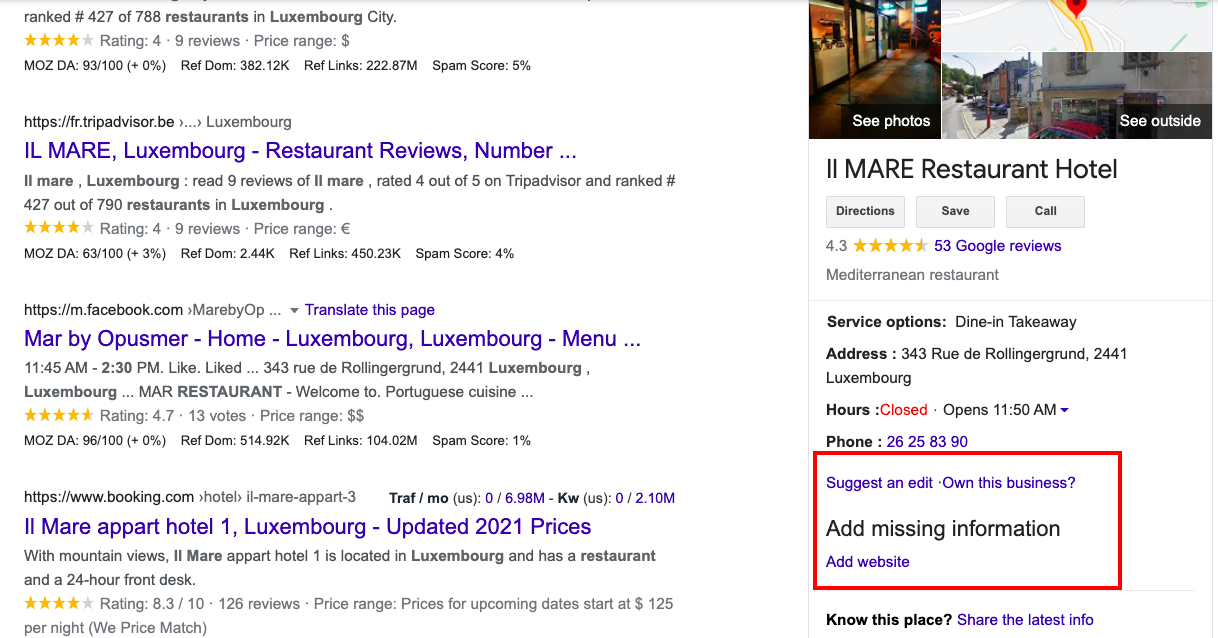 ranked # 427 of 788 restaurants in Luxembourg City.
Rating: 4 · 9 reviews · Price range: $
MOZ DA: 93/100 (+ 0%) Ref Dom: 382.12K Ref Links: 222.87M Spam Score: 5%
https://fr.tripadvisor.be ›...› Luxembourg
IL MARE, Luxembourg - Restaurant Reviews, Number ...
Il mare , Luxembourg : read 9 reviews of Il mare , rated 4 out of 5 on Tripadvisor and ranked #
427 out of 790 restaurants in Luxembourg .
Rating: 4 · 9 reviews · Price range: €
MOZ DA: 63/100 (+ 3%) Ref Dom: 2.44K Ref Links: 450.23K Spam Score: 4%
https://m.facebook.com ›MarebyOp ... Translate this page
Mar by Opusmer - Home - Luxembourg, Luxembourg - Menu ...
11:45 AM - 2:30 PM. Like. Liked ... 343 rue de Rollingergrund, 2441 Luxembourg ,
Luxembourg ... MAR RESTAURANT - Welcome to. Portuguese cuisine ...
Rating: 4.7 · 13 votes · Price range: $$
MOZ DA: 96/100 (+ 0%) Ref Dom: 514.92K Ref Links: 104.02M Spam Score: 1%
https://www.booking.com ›hotel› il-mare-appart-3 Traf / mo (us): 0 / 6.98M - Kw (us): 0 / 2.10M
Il Mare appart hotel 1, Luxembourg - Updated 2021 Prices
With mountain views, Il Mare appart hotel 1 is located in Luxembourg and has a restaurant
and a 24-hour front desk.
Rating: 8.3 / 10 · 126 reviews · Price range: Prices for upcoming dates start at $ 125
per night (We Price Match)
See photos
See outside
Il MARE Restaurant Hotel
Directions Save Call
4.3 53 Google reviews
Mediterranean restaurant
Service options: Dine-in Takeaway
Address : 343 Rue de Rollingergrund, 2441
Luxembourg
Hours :Closed · Opens 11:50 AM
Phone : 26 25 83 90
Suggest an edit ·Own this business?
Add missing information
Add website
Know this place? Share the latest info